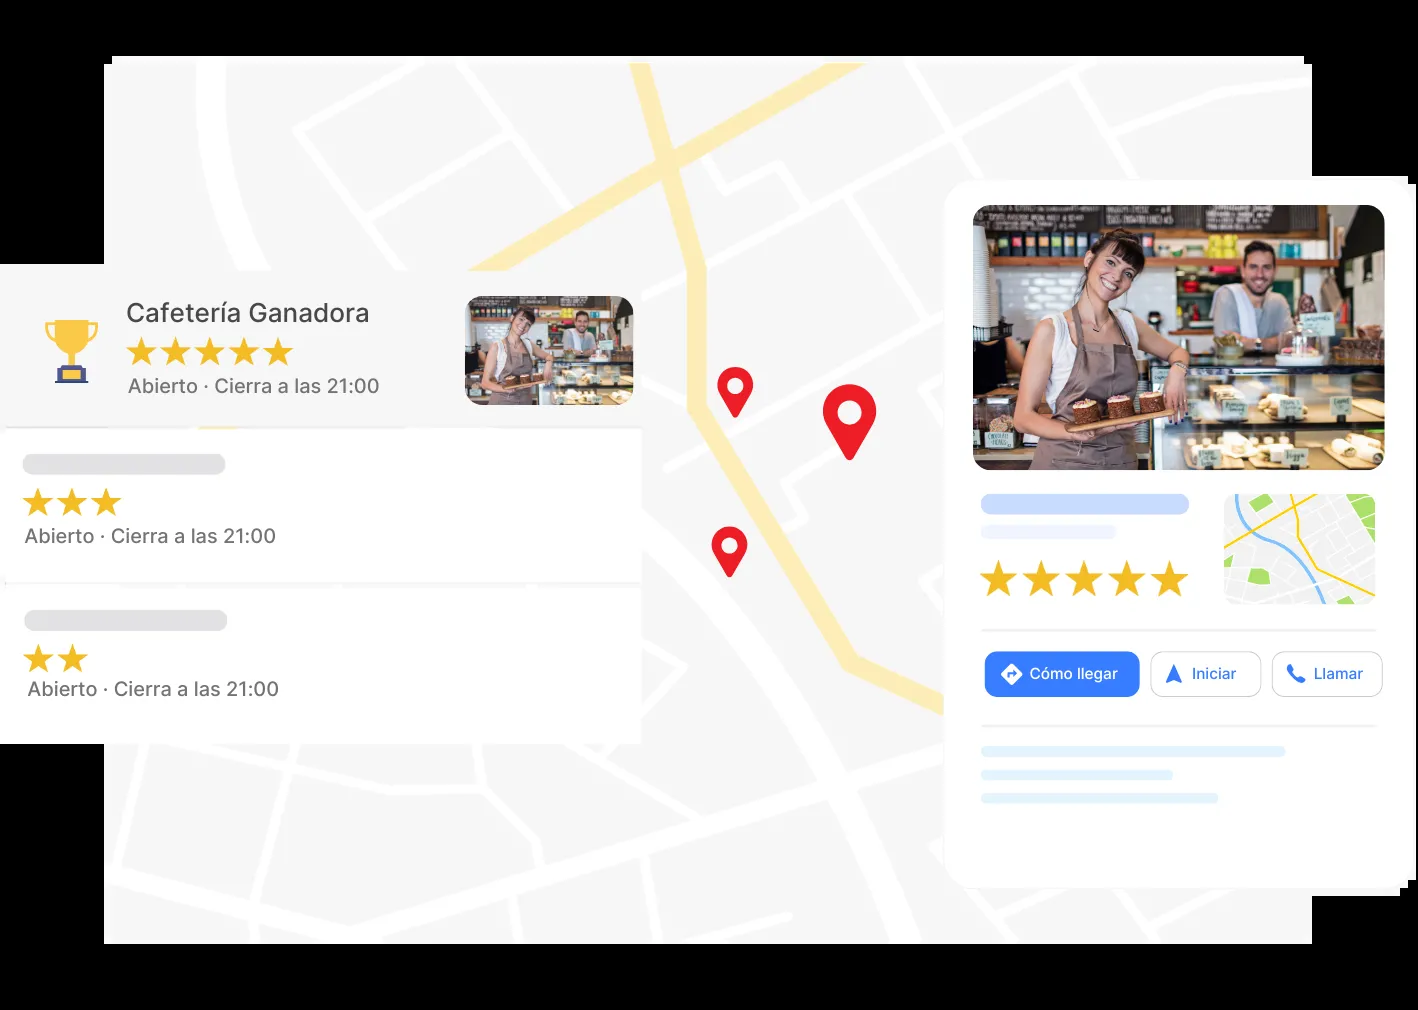 Cafetería Ganadora
Abierto · Cierra a las 21:00
Abierto · Cierra a las 21:00
Abierto · Cierra a las 21:00
Cómo llegar
Iniciar
Llamar